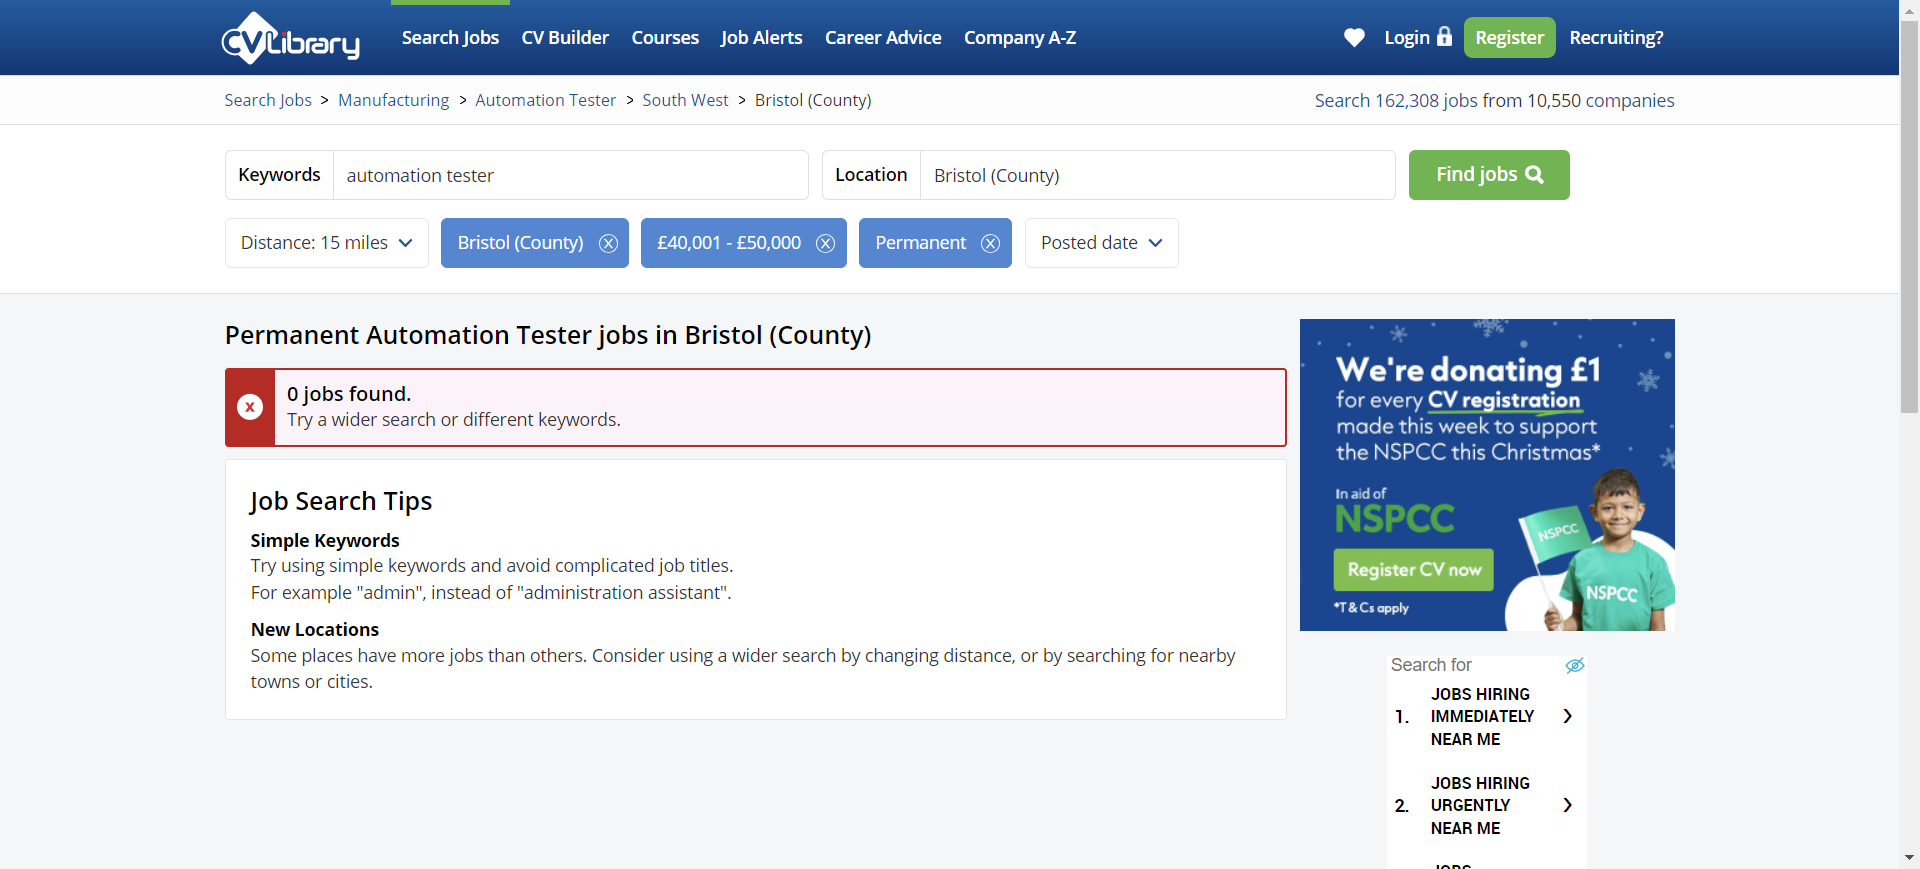 CVLibrary
Search Jobs CV Builder Courses Job Alerts Career Advice Company A-Z Login Register Recruiting?
Search Jobs > Manufacturing > Automation Tester > South West > Bristol (County) Search 162,308 jobs from 10,550 companies
Keywords automation tester Location Bristol (County) Find jobs
Distance: 15 miles Bristol (County) £40,001 - £50,000 Permanent Posted date
Permanent Automation Tester jobs in Bristol (County)
0 jobs found.
Try a wider search or different keywords.
Job Search Tips
Simple Keywords
Try using simple keywords and avoid complicated job titles.
For example "admin", instead of "administration assistant".
New Locations
Some places have more jobs than others. Consider using a wider search by changing distance, or by searching for nearby
towns or cities.
We're donating £1
for every CV registration
made this week to support
the NSPCC this Christmas*
In aid of
NSPCC
Register CV now
*T & Cs apply
NSPCC
NSPCC
Search for
1. JOBS HIRING
IMMEDIATELY
NEAR ME
2. JOBS HIRING
URGENTLY
NEAR ME